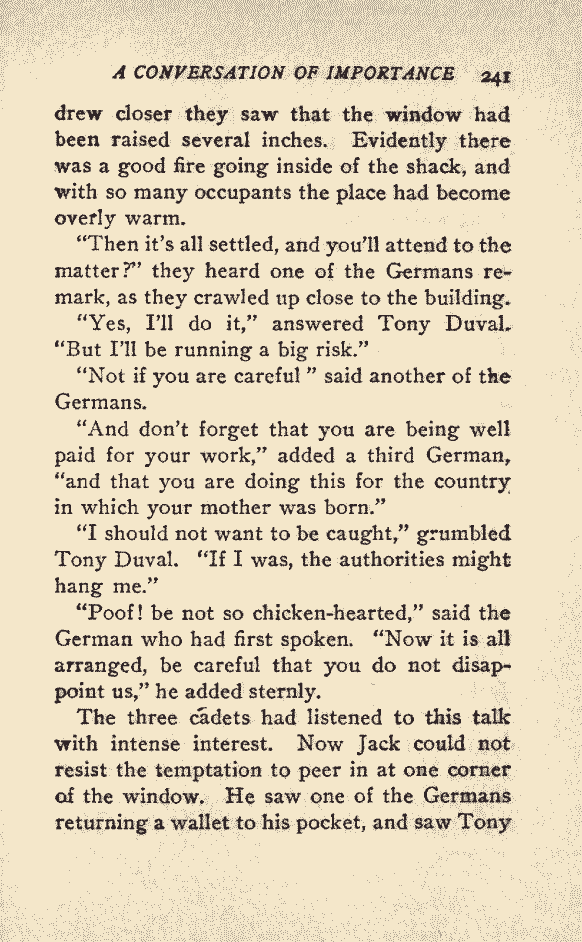 A CONVERSATION OF IMPORTANCE 241
drew closer they saw that the window had
been raised several inches. Evidently there
was a good fire going inside of the shack, and
with so many occupants the place had become
overly warm.
"Then it's all settled, and you'll attend to the
matter?" they heard one of the Germans re-
mark, as they crawled up close to the building.
"Yes, I'll do it," answered Tony Duval.
"But I'll be running a big risk."
"Not if you are careful" said another of the
Germans.
"And don't forget that you are being well
paid for your work," added a third German,
"and that you are doing this for the country
in which your mother was born."
"I should not want to be caught," grumbled
Tony Duval. "If I was, the authorities might
hang me."
"Poof! be not so chicken-hearted," said the
German who had first spoken. "Now it is all
arranged, be careful that you do not disap-
point us," he added sternly.
The three cadets had listened to this talk
with intense interest. Now Jack could not
resist the temptation to peer in at one corner
of the window. He saw one of the Germans
returning a wallet to his pocket, and saw Tony